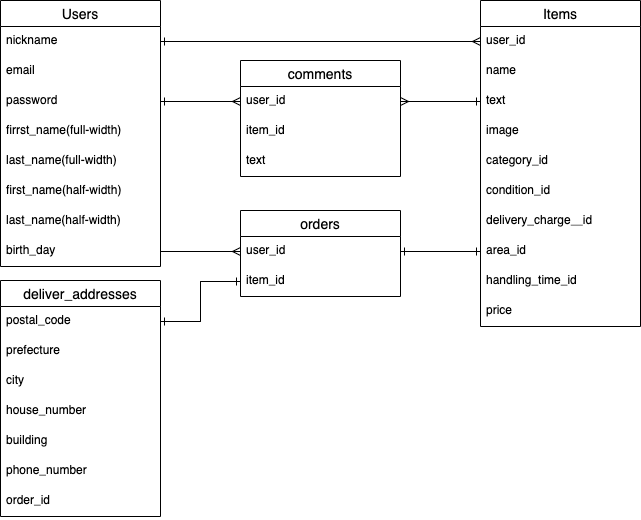 Users
nickname
email
password
firrst_name(full-width)
last_name(full-width)
first_name(half-width)
last_name(half-width)
birth_day
deliver_addresses
postal_code
prefecture
city
house_number
building
phone_number
order_id
comments
user_id
item_id
text
orders
user_id
item_id
Items
user_id
name
text
image
category_id
condition_id
delivery_charge__id
area_id
handling_time_id
price